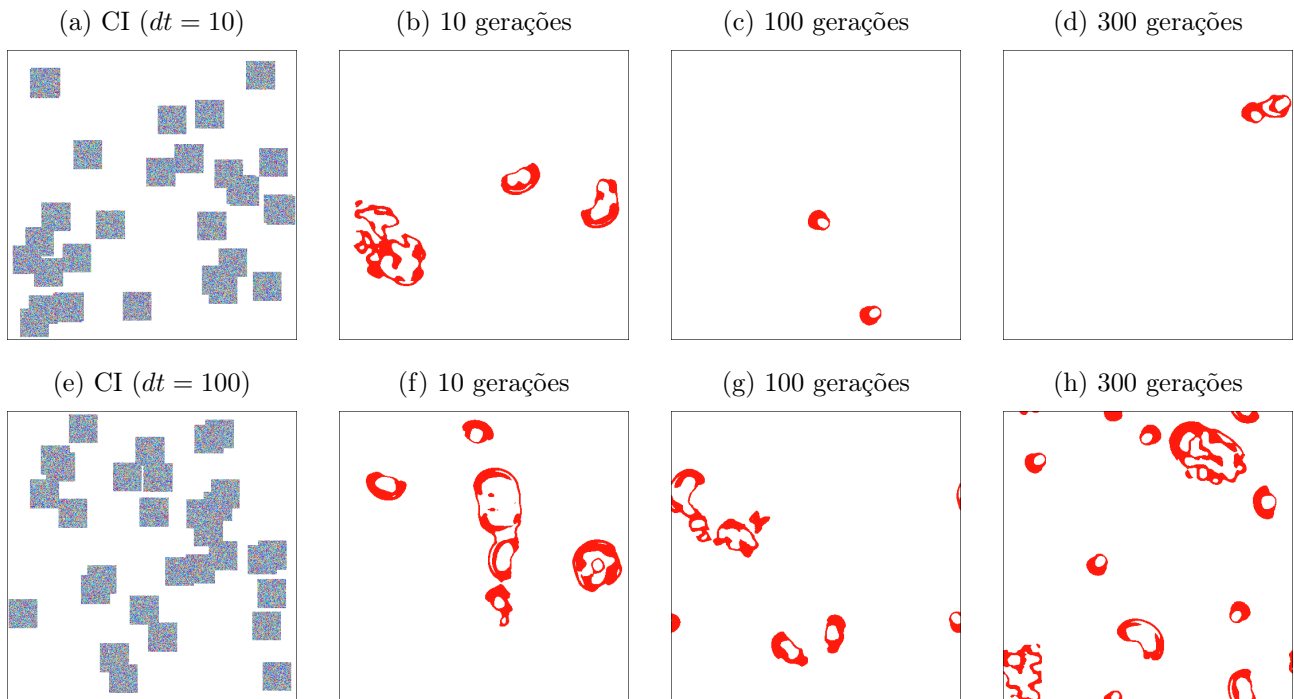 (a) CI (dt = 10)
(b) 10 gerações
(c) 100 gerações
(d) 300 gerações
(e) CI (dt = 100)
(f) 10 gerações
(g) 100 gerações
(h) 300 gerações